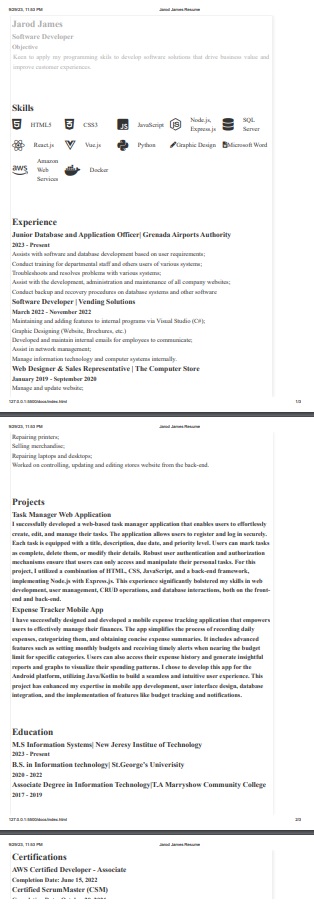 9/29/23, 11:53 PM Jarod James Resume
Jarod James
Software Developer
Objective
Keen to apply my programming skils to develop software solutions that drive business value and
improve customer experiences.
Skills
HTML5 CSS3 JavaScript Node.js, Express.js SQL Server
React.js Vue.js Python Graphic Design Microsoft Word
Amazon Web Services Docker
Experience
Junior Database and Application Officer| Grenada Airports Authority
2023 - Present
Assists with software and database development based on user requirements;
Conduct training for departmental staff and others users of various systems;
Troubleshoots and resolves problems with various systems;
Assist with the development, administration and maintenance of all company websites;
Conduct backup and recovery procedures on database systems and other software
Software Developer | Vending Solutions
March 2022 - November 2022
Maintaining and adding features to internal programs via Visual Studio (C#);
Graphic Designing (Website, Brochures, etc.)
Developed and maintain internal emails for employees to communicate;
Assist in network management;
Manage information technology and computer systems internally.
Web Designer & Sales Representative | The Computer Store
January 2019 - September 2020
Manage and update website;
127.0.0.1:5500/docs/index.html 1/3
9/29/23, 11:53 PM Jarod James Resume
Repairing printers;
Selling merchandise;
Repairing laptops and desktops;
Worked on controlling, updating and editing stores website from the back-end.
Projects
Task Manager Web Application
I successfully developed a web-based task manager application that enables users to effortlessly
create, edit, and manage their tasks. The application allows users to register and log in securely.
Each task is equipped with a title, description, due date, and priority level. Users can mark tasks
as complete, delete them, or modify their details. Robust user authentication and authorization
mechanisms ensure that users can only access and manipulate their personal tasks. For this
project, I utilized a combination of HTML, CSS, JavaScript, and a back-end framework,
implementing Node.js with Express.js. This experience significantly bolstered my skills in web
development, user management, CRUD operations, and database interactions, both on the front-
end and back-end.
Expense Tracker Mobile App
I have successfully designed and developed a mobile expense tracking application that empowers
users to effectively manage their finances. The app simplifies the process of recording daily
expenses, categorizing them, and obtaining concise expense summaries. It includes advanced
features such as setting monthly budgets and receiving timely alerts when nearing the budget
limit for specific categories. Users can also access their expense history and generate insightful
reports and graphs to visualize their spending patterns. I chose to develop this app for the
Android platform, utilizing Java/Kotlin to build a seamless and intuitive user experience. This
project has enhanced my expertise in mobile app development, user interface design, database
integration, and the implementation of features like budget tracking and notifications.
Education
M.S Information Systems| New Jeresy Institue of Technology
2023 - Present
B.S. in Information technology| St.George's Univerisity
2020 - 2022
Associate Degree in Information Technology|T.A Marryshow Community College
2017 - 2019
127.0.0.1:5500/docs/index.html 2/3
9/29/23, 11:53 PM Jarod James Resume
Certifications
AWS Certified Developer - Associate
Completion Date: June 15, 2022
Certified ScrumMaster (CSM)